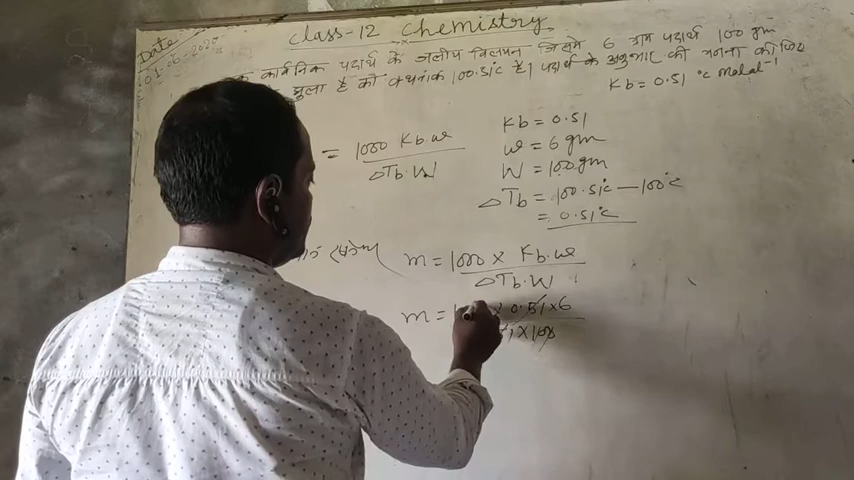 Class-12 Chemistry
Date
01-06-2025
कार्बनिक पदार्थ के जलीय विलयन जिसमें 6 ग्राम पदार्थ 100 gm
घुला है का क्वथनांक 100.51°C है। पदार्थ के अणुभार की गणना कीजिए
Kb = 0.51 °C Molal⁻¹
= 1000 Kb.w / ΔTb.W
Kb = 0.51
w = 6 gm
W = 100 gm
ΔTb = 100.51°C — 100°C
= 0.51°C
m = 1000 × Kb.w / ΔTb.W
m = × 0.51 × 6 / × 100